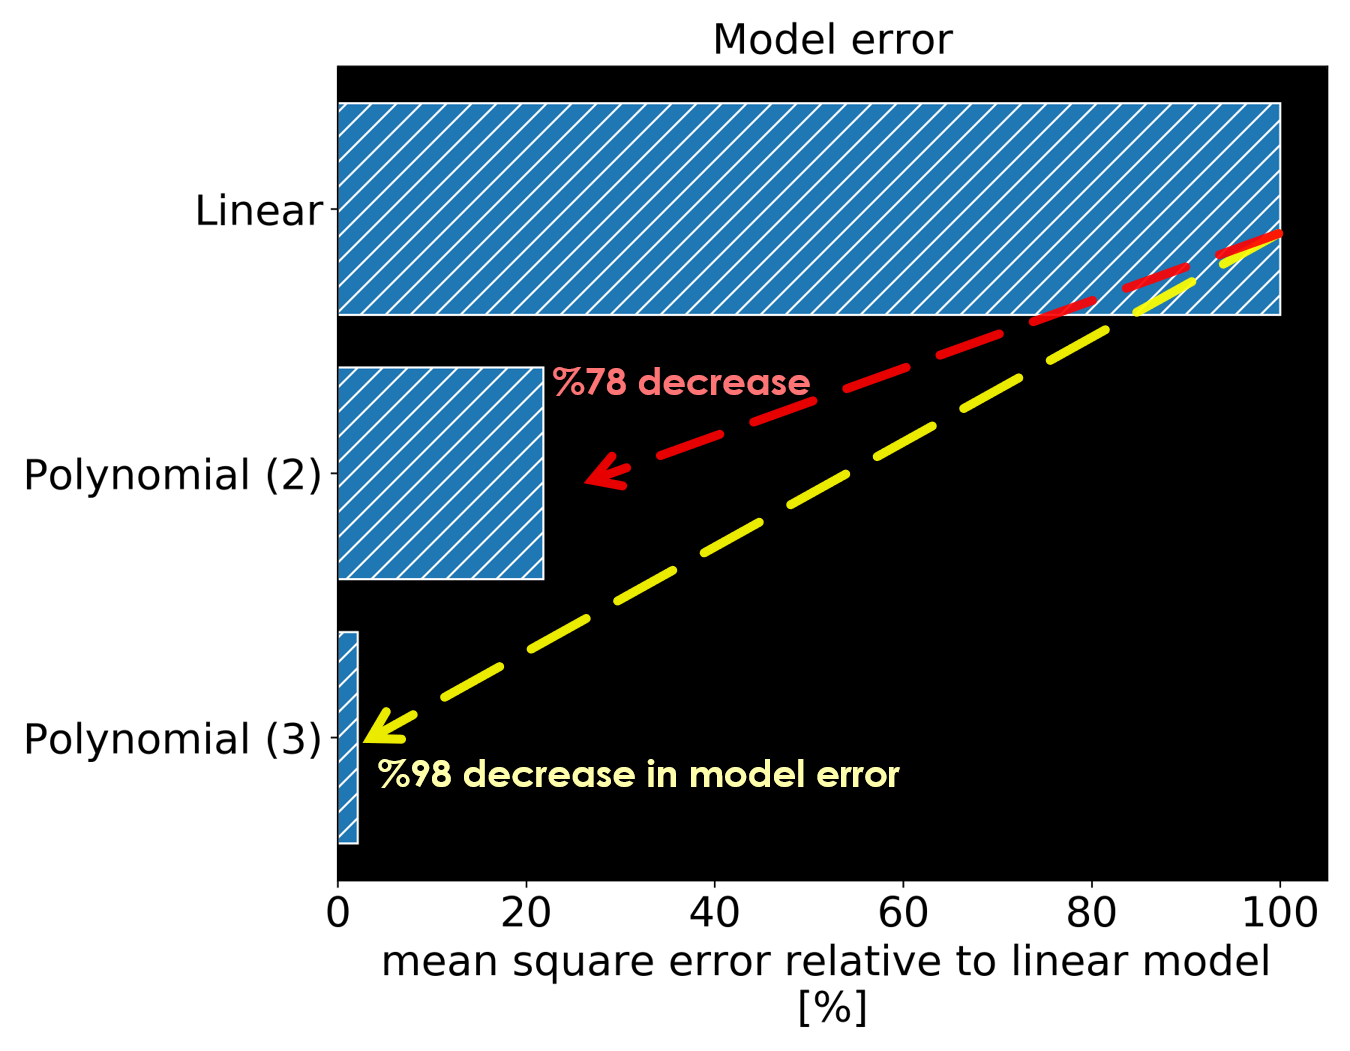 Model error
Linear
%78 decrease
Polynomial (2)
Polynomial (3)
%98 decrease in model error
0 20 40 60 80 100
mean square error relative to linear model
[%]